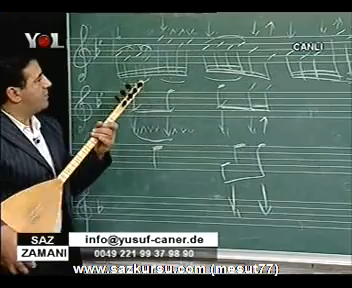 YOL
CANLI
SAZ
ZAMANI
info@yusuf-caner.de
0049 221 99 37 98 90
www.sazkursu.com (mesut77)